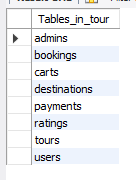 Tables_in_tour
admins
bookings
carts
destinations
payments
ratings
tours
users